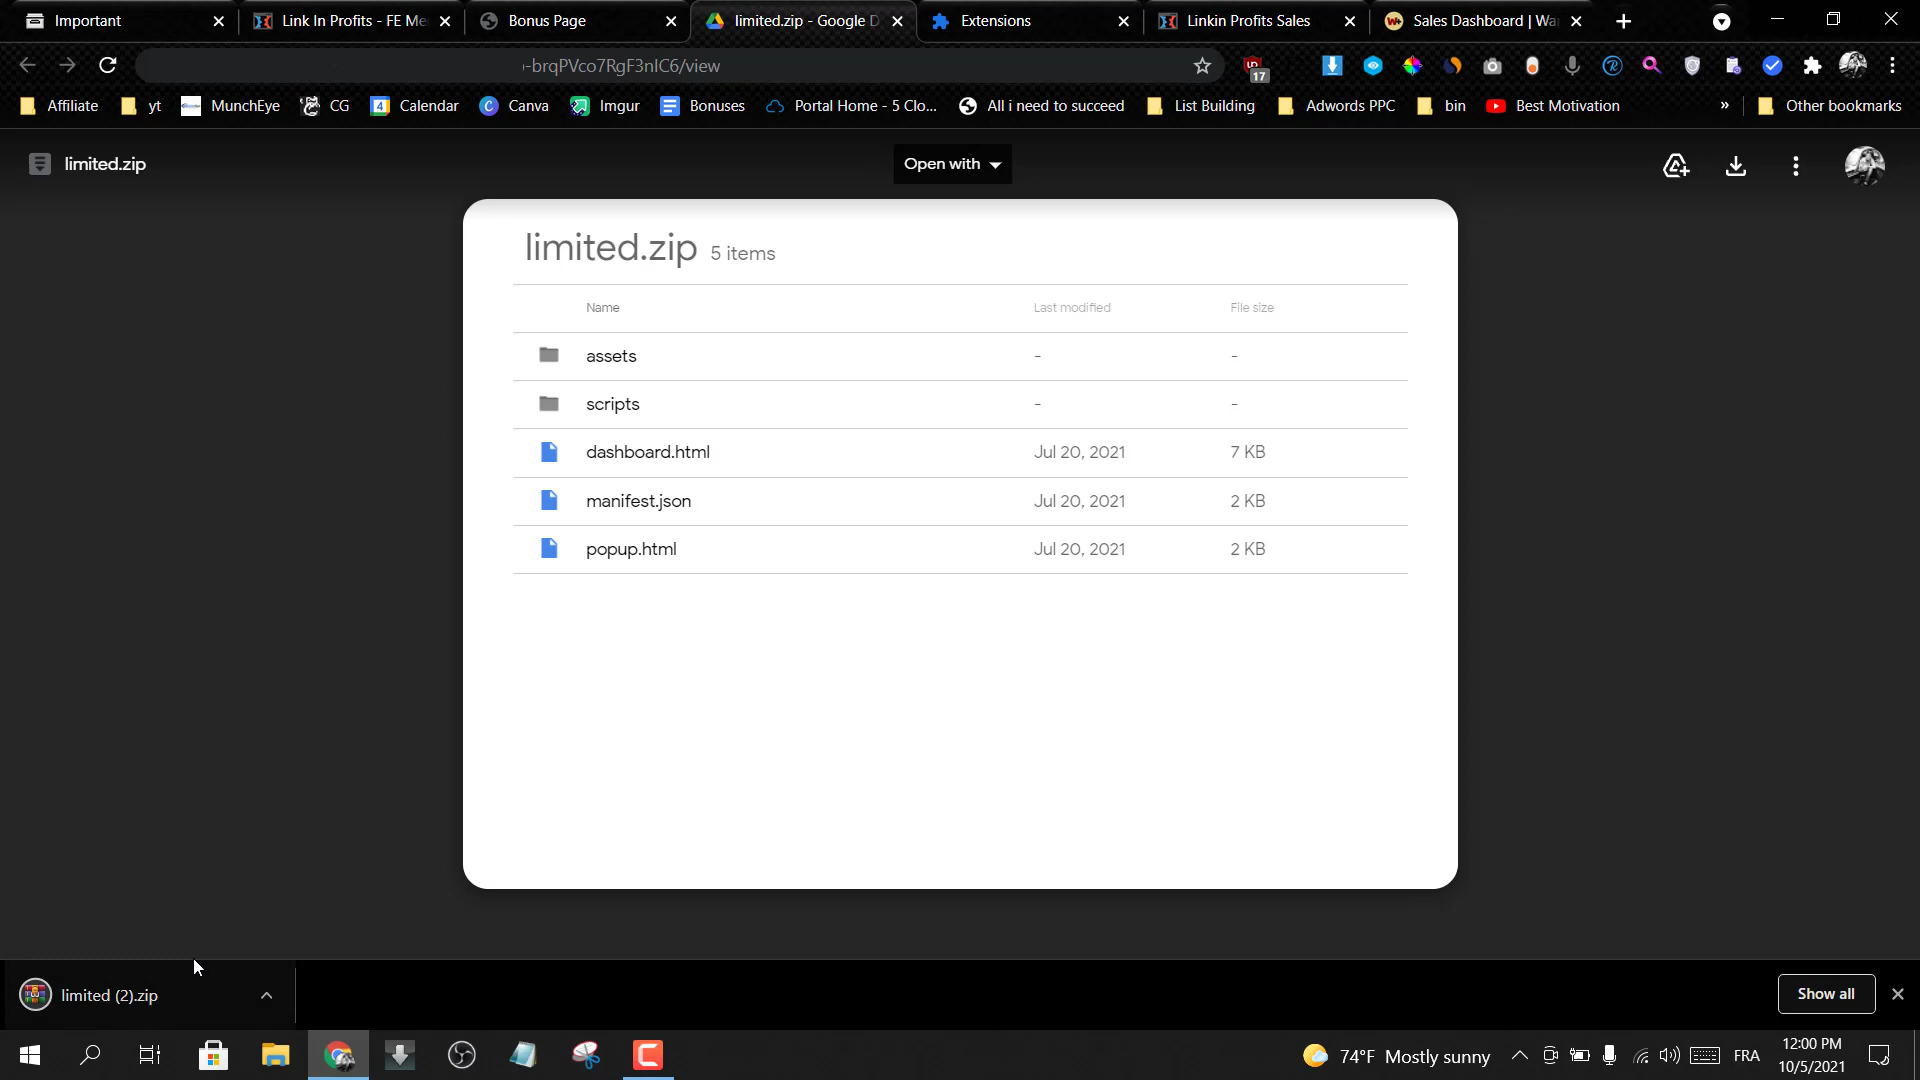 Important
Link In Profits - FE Me
Bonus Page
limited.zip - Google D
Extensions
Linkin Profits Sales
Sales Dashboard | Wa
-brqPVco7RgF3nIC6/view
17
Affiliate
yt
MunchEye
CG
4
Calendar
Canva
Imgur
Bonuses
Portal Home - 5 Clo...
All i need to succeed
List Building
Adwords PPC
bin
Best Motivation
»
Other bookmarks
limited.zip
Open with
limited.zip 5 items
Name Last modified File size
assets - -
scripts - -
dashboard.html Jul 20, 2021 7 KB
manifest.json Jul 20, 2021 2 KB
popup.html Jul 20, 2021 2 KB
limited (2).zip
Show all
74°F Mostly sunny
FRA
12:00 PM
10/5/2021